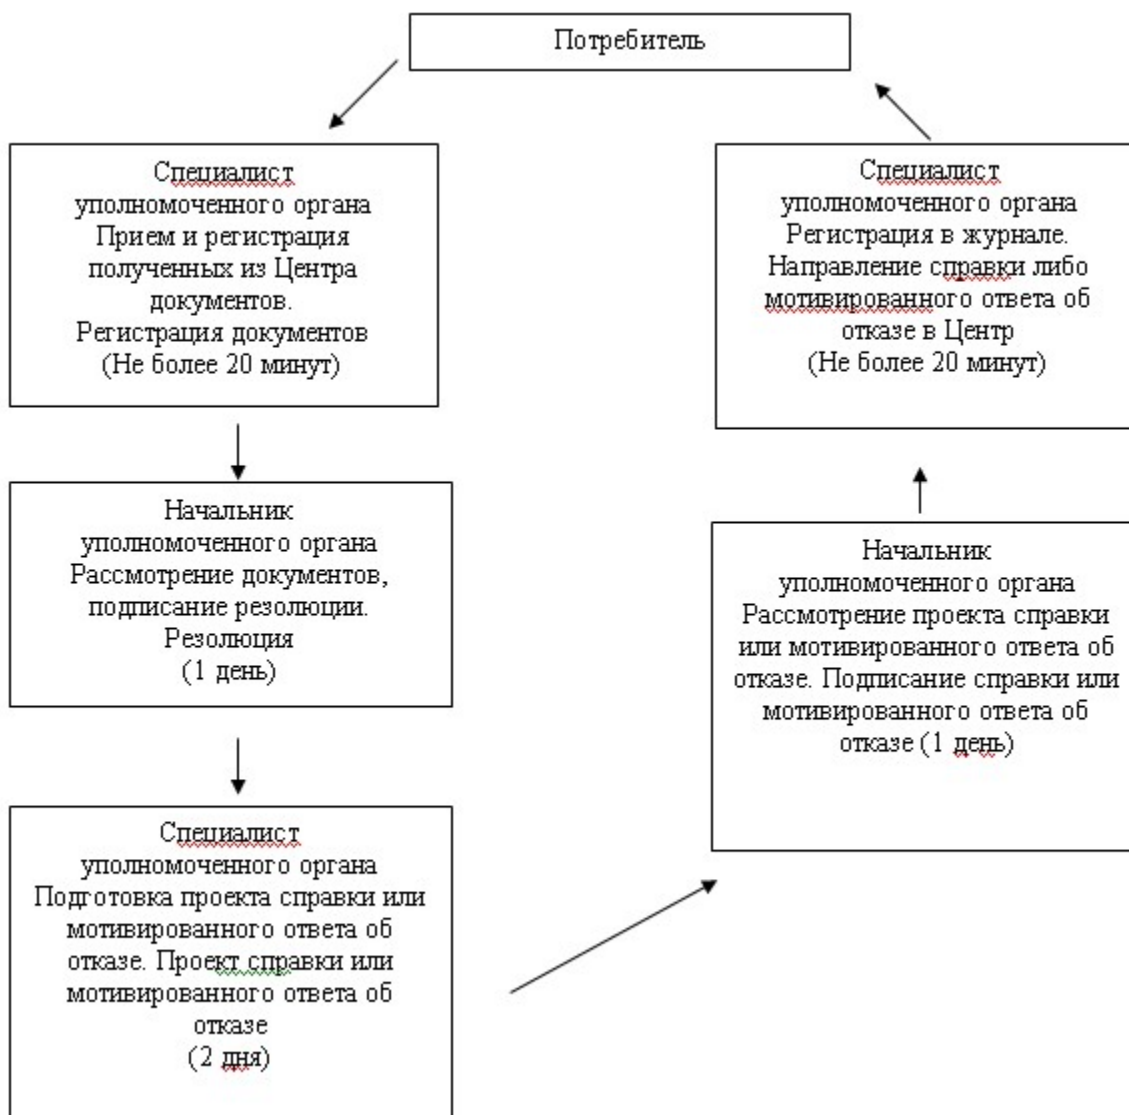 Потребитель
Специалист
уполномоченного органа
Прием и регистрация
полученных из Центра
документов.
Регистрация документов
(Не более 20 минут)
Начальник
уполномоченного органа
Рассмотрение документов,
подписание резолюции.
Резолюция
(1 день)
Специалист
уполномоченного органа
Подготовка проекта справки или
мотивированного ответа об
отказе. Проект справки или
мотивированного ответа об
отказе
(2 дня)
Начальник
уполномоченного органа
Рассмотрение проекта справки
или мотивированного ответа об
отказе. Подписание справки или
мотивированного ответа об
отказе (1 день)
Специалист
уполномоченного органа
Регистрация в журнале.
Направление справки либо
мотивированного ответа об
отказе в Центр
(Не более 20 минут)